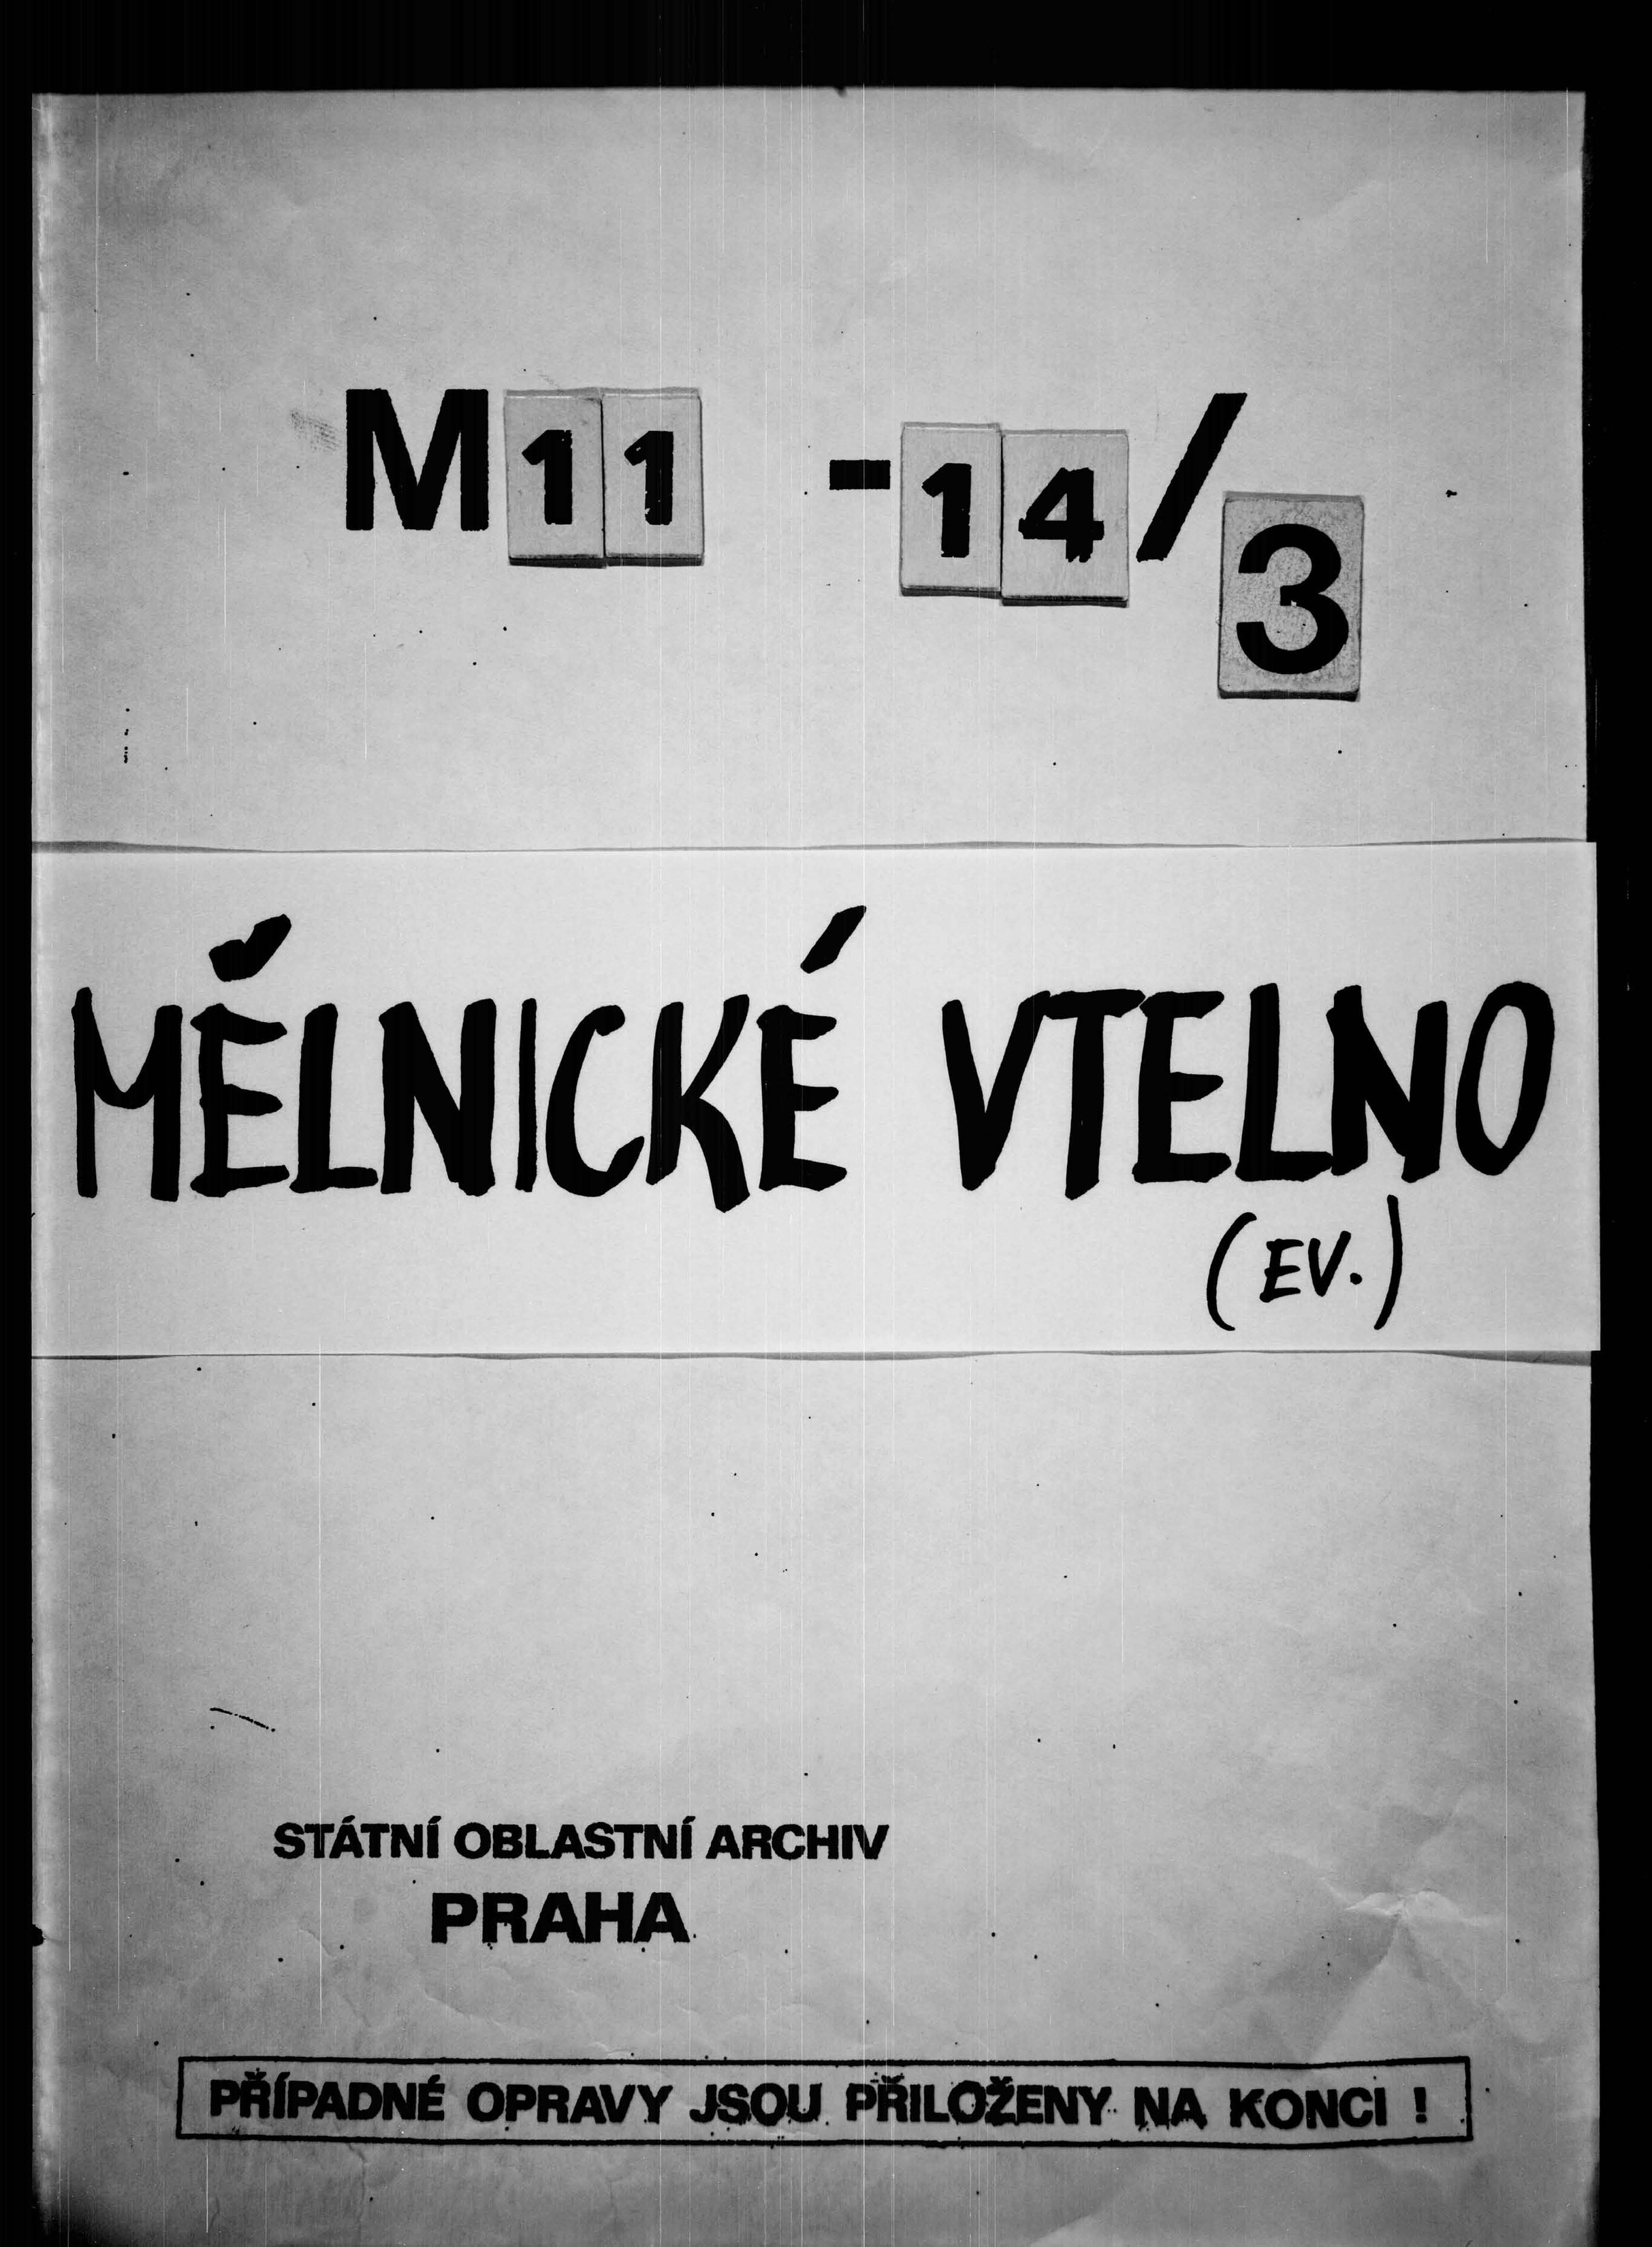 M11 -14/3
MĚLNICKÉ VTELNO
(EV.)
STÁTNÍ OBLASTNÍ ARCHIV
PRAHA
PŘÍPADNÉ OPRAVY JSOU PŘILOŽENY NA KONCI !